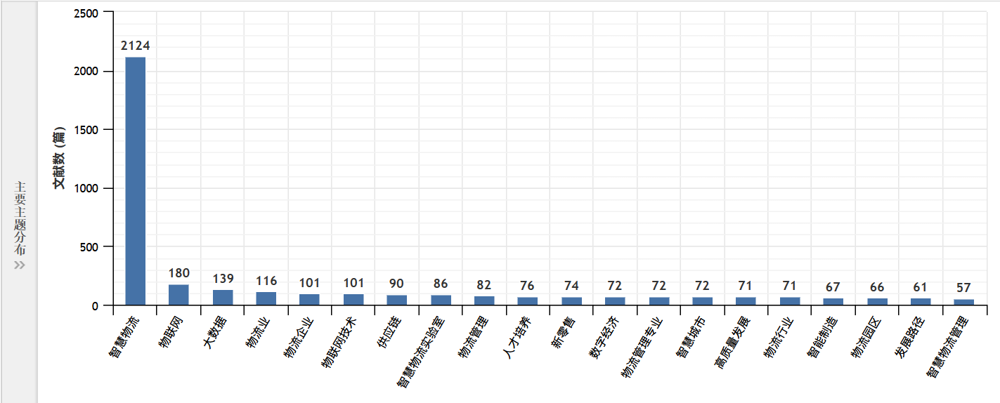 主要主题分布
文献数 (篇)
2500
2000
1500
1000
500
0
2124
180
139
116
101
101
90
86
82
76
74
72
72
72
71
71
67
66
61
57
智慧物流
物联网
大数据
物流业
物流企业
物联网技术
供应链
智慧物流实验室
物流管理
人才培养
新零售
数字经济
物流管理专业
智慧城市
高质量发展
物流行业
智能制造
物流园区
发展路径
智慧物流管理